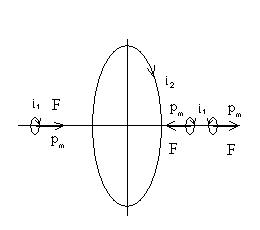 i₂
i₁ F pₘ i₁ pₘ
pₘ F F